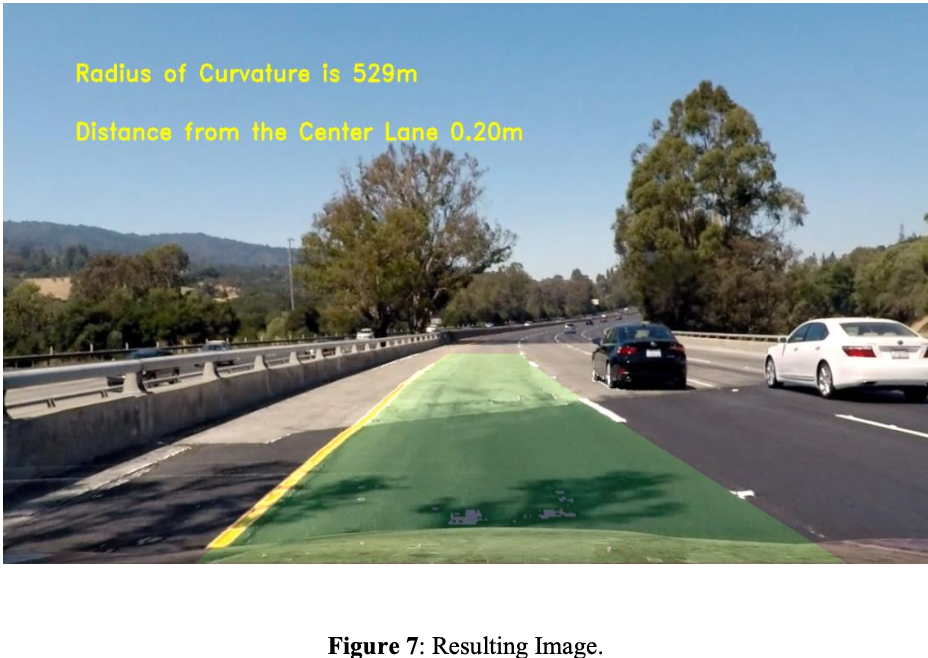 Radius of Curvature is 529m
Distance from the Center Lane 0.20m
Figure 7: Resulting Image.